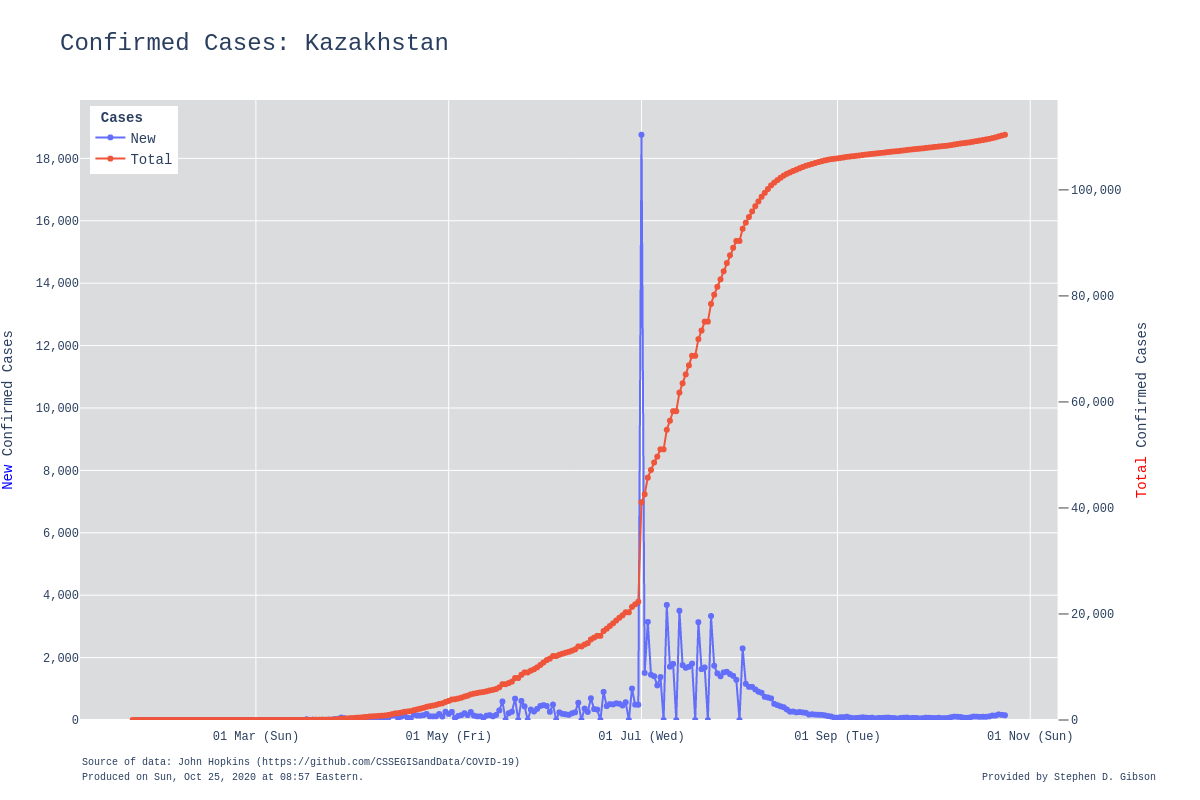 Confirmed Cases: Kazakhstan
Cases
New
Total
18,000
16,000
14,000
12,000
10,000
8,000
6,000
4,000
2,000
0
New Confirmed Cases
100,000
80,000
60,000
40,000
20,000
0
Total Confirmed Cases
01 Mar (Sun)
01 May (Fri)
01 Jul (Wed)
01 Sep (Tue)
01 Nov (Sun)
Source of data: John Hopkins (https://github.com/CSSEGISandData/COVID-19)
Produced on Sun, Oct 25, 2020 at 08:57 Eastern.
Provided by Stephen D. Gibson